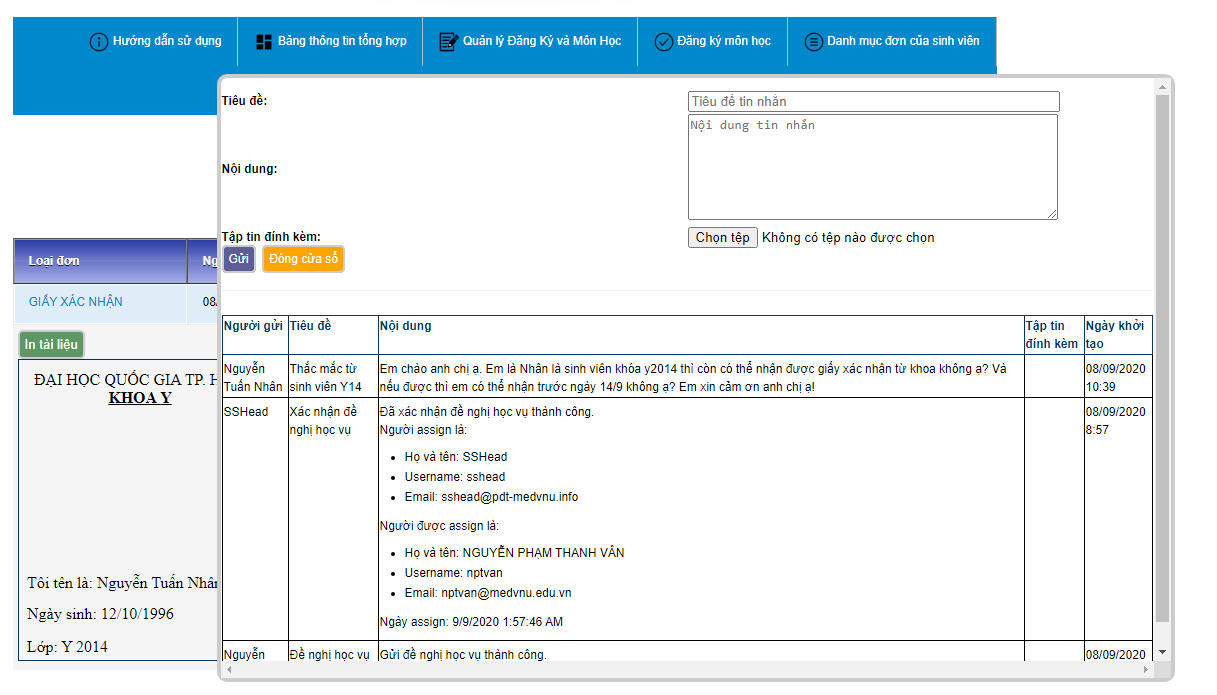 Hướng dẫn sử dụng
Bảng thông tin tổng hợp
Quản lý Đăng Ký và Môn Học
Đăng ký môn học
Danh mục đơn của sinh viên
Tiêu đề:
Tiêu đề tin nhắn
Nội dung tin nhắn
Nội dung:
Tập tin đính kèm:
Chọn tệp Không có tệp nào được chọn
Gửi Đóng cửa sổ
Loại đơn
GIẤY XÁC NHẬN 08
In tài liệu
ĐẠI HỌC QUỐC GIA TP. H
KHOA Y
Tôi tên là: Nguyễn Tuấn Nhân
Ngày sinh: 12/10/1996
Lớp: Y 2014
Người gửi Tiêu đề Nội dung Tập tin Ngày khởi
đính kèm tạo
Nguyễn Thắc mắc từ Em chào anh chị ạ. Em là Nhân là sinh viên khóa y2014 thì còn có thể nhận được giấy xác nhận từ khoa không ạ? Và 08/09/2020
Tuấn Nhân sinh viên Y14 nếu được thì em có thể nhận trước ngày 14/9 không ạ? Em xin cảm ơn anh chị ạ! 10:39
SSHead Xác nhận đề Đã xác nhận đề nghị học vụ thành công. 08/09/2020
nghị học vụ Người assign là: 8:57
• Họ và tên: SSHead
• Username: sshead
• Email: sshead@pdt-medvnu.info
Người được assign là:
• Họ và tên: NGUYỄN PHẠM THANH VÂN
• Username: nptvan
• Email: nptvan@medvnu.edu.vn
Ngày assign: 9/9/2020 1:57:46 AM
Nguyễn Đề nghị học vụ Gửi đề nghị học vụ thành công. 08/09/2020